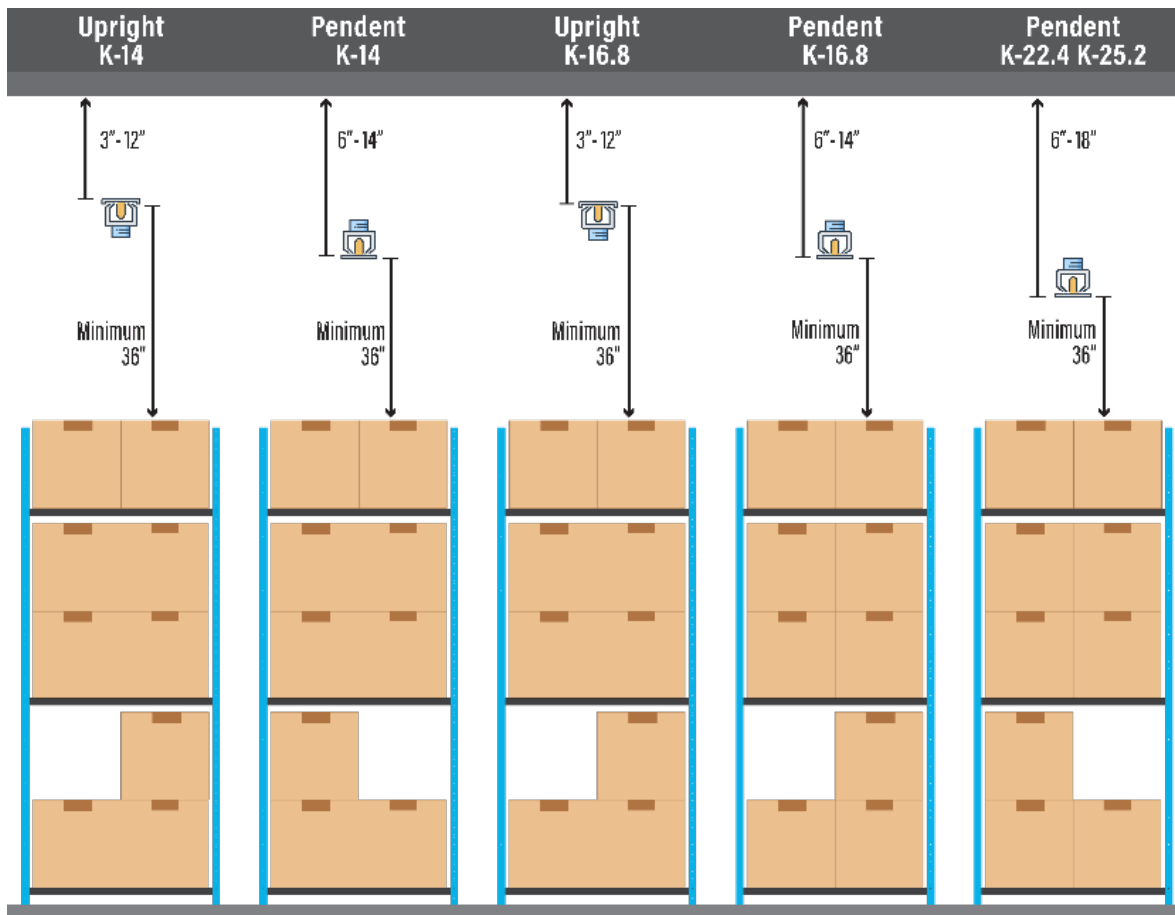 Upright
K-14
Pendent
K-14
Upright
K-16.8
Pendent
K-16.8
Pendent
K-22.4 K-25.2
3"-12"
6"-14"
3"-12"
6"-14"
6"-18"
Minimum
36"
Minimum
36"
Minimum
36"
Minimum
36"
Minimum
36"